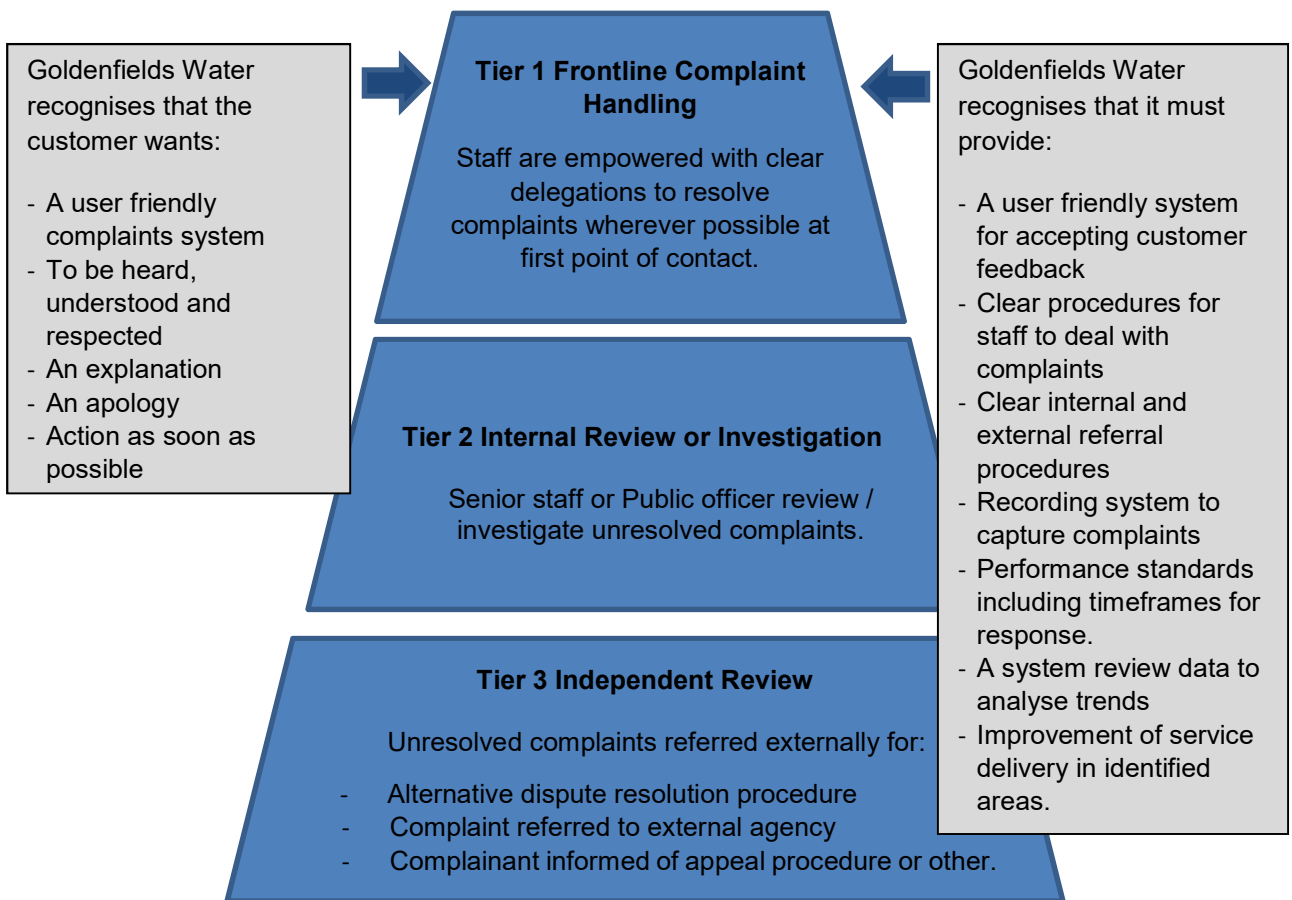 Goldenfields Water
recognises that the
customer wants:
- A user friendly
complaints system
- To be heard,
understood and
respected
- An explanation
- An apology
- Action as soon as
possible
Tier 1 Frontline Complaint
Handling
Staff are empowered with clear
delegations to resolve
complaints wherever possible at
first point of contact.
Tier 2 Internal Review or Investigation
Senior staff or Public officer review /
investigate unresolved complaints.
Tier 3 Independent Review
Unresolved complaints referred externally for:
- Alternative dispute resolution procedure
- Complaint referred to external agency
- Complainant informed of appeal procedure or other.
Goldenfields Water
recognises that it must
provide:
- A user friendly system
for accepting customer
feedback
- Clear procedures for
staff to deal with
complaints
- Clear internal and
external referral
procedures
- Recording system to
capture complaints
- Performance standards
including timeframes for
response.
- A system review data to
analyse trends
- Improvement of service
delivery in identified
areas.